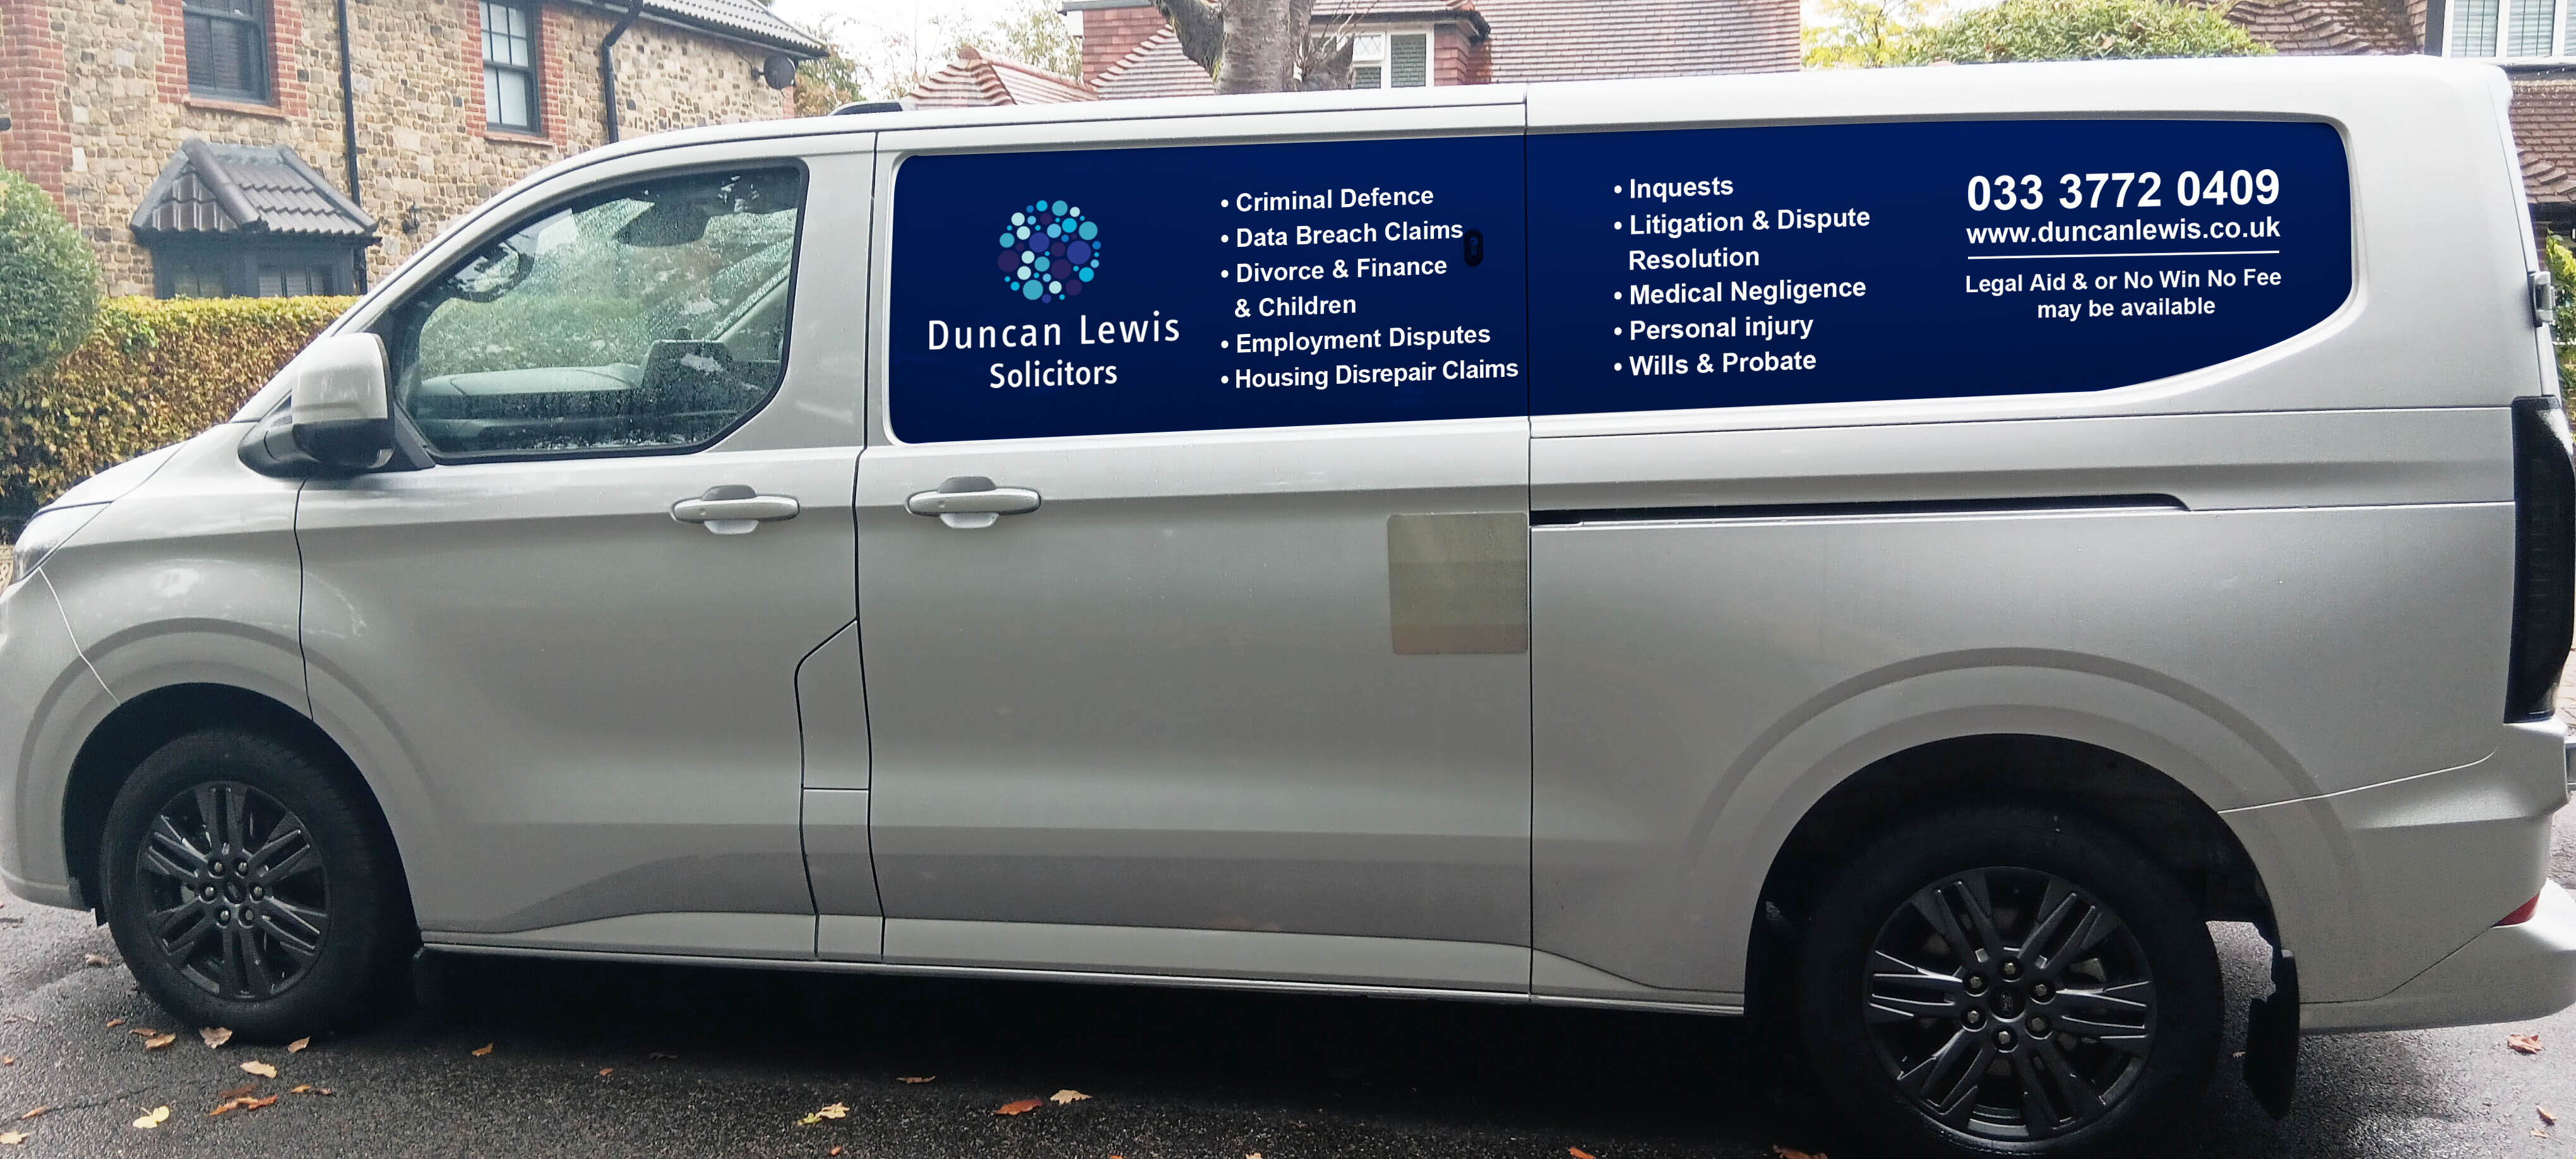 Duncan Lewis
Solicitors
• Criminal Defence
• Data Breach Claims
• Divorce & Finance
& Children
• Employment Disputes
• Housing Disrepair Claims
• Inquests
• Litigation & Dispute
Resolution
• Medical Negligence
• Personal injury
• Wills & Probate
033 3772 0409
www.duncanlewis.co.uk
Legal Aid & or No Win No Fee
may be available